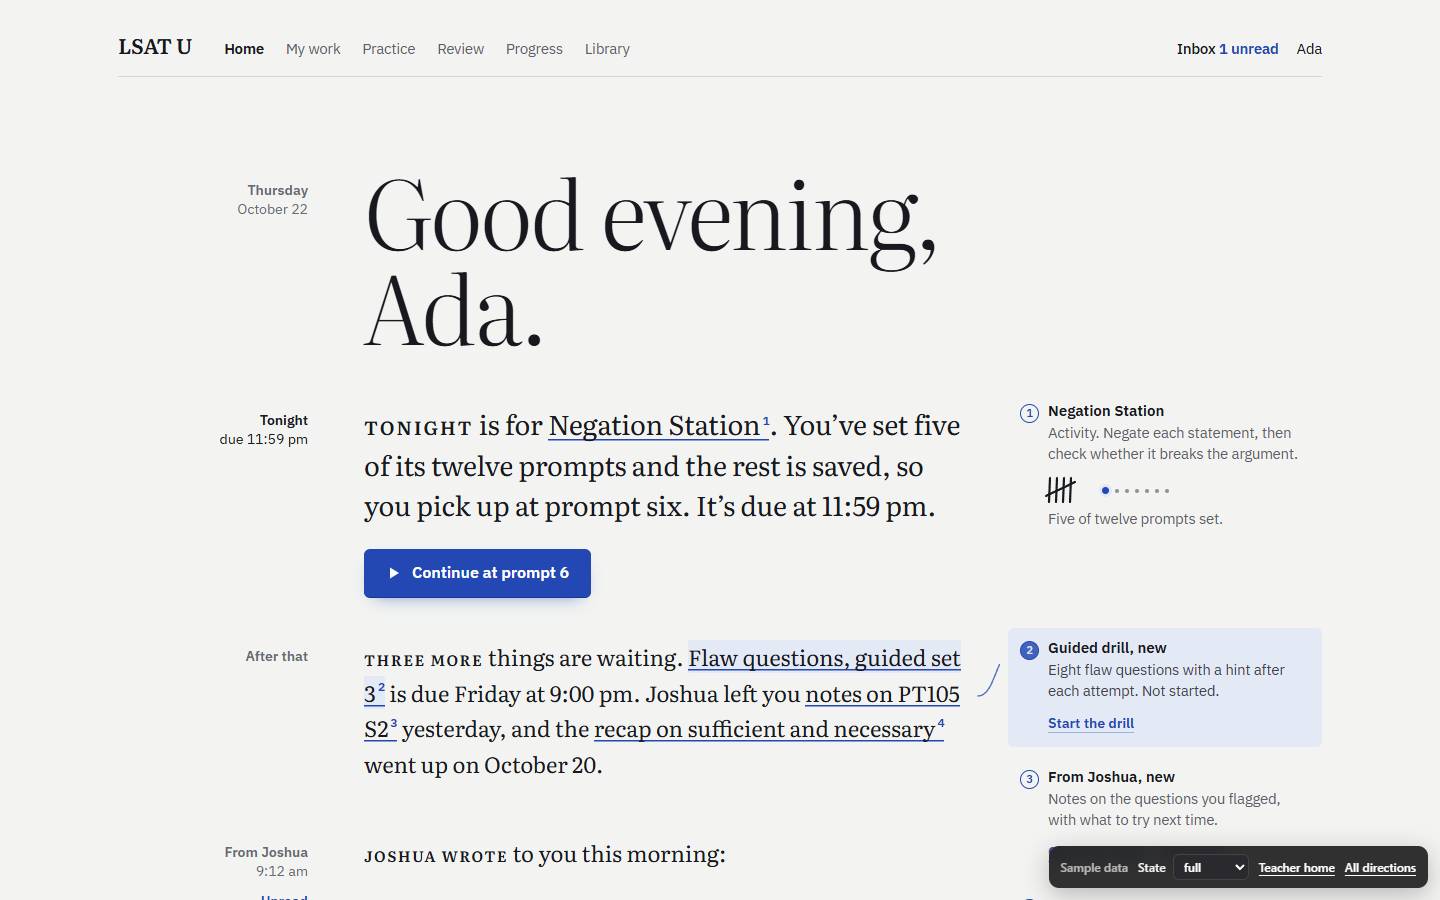 LSAT U Home My work Practice Review Progress Library Inbox 1 unread Ada
Thursday
October 22
Good evening,
Ada.
Tonight
due 11:59 pm
TONIGHT is for Negation Station¹. You’ve set five
of its twelve prompts and the rest is saved, so
you pick up at prompt six. It’s due at 11:59 pm.
Continue at prompt 6
1 Negation Station
Activity. Negate each statement, then
check whether it breaks the argument.
Five of twelve prompts set.
After that
THREE MORE things are waiting. Flaw questions, guided set
3² is due Friday at 9:00 pm. Joshua left you notes on PT105
S2³ yesterday, and the recap on sufficient and necessary⁴
went up on October 20.
2 Guided drill, new
Eight flaw questions with a hint after
each attempt. Not started.
Start the drill
3 From Joshua, new
Notes on the questions you flagged,
with what to try next time.
From Joshua
9:12 am
Unread
JOSHUA WROTE to you this morning:
Sample data State full Teacher home All directions